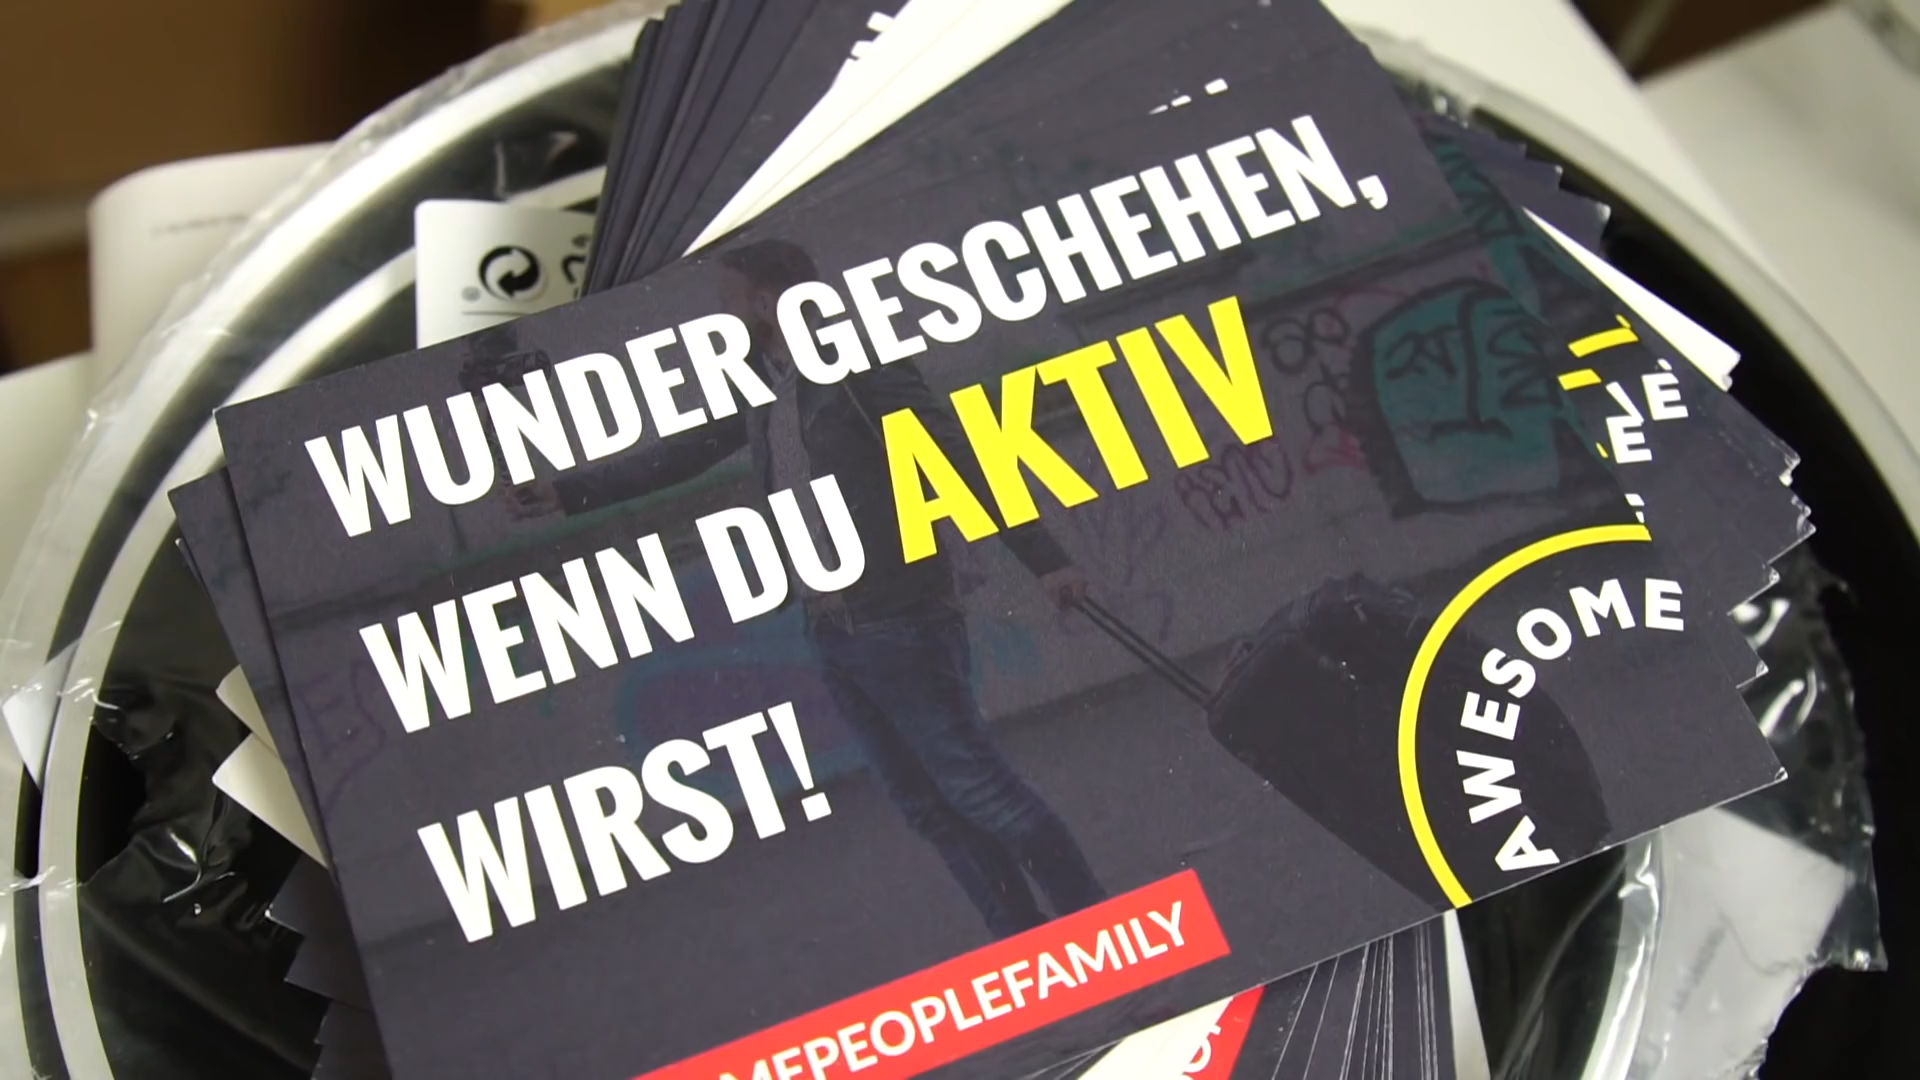 WUNDER GESCHEHEN,
WENN DU AKTIV
WIRST!
AWESOME
MEPEOPLEFAMILY